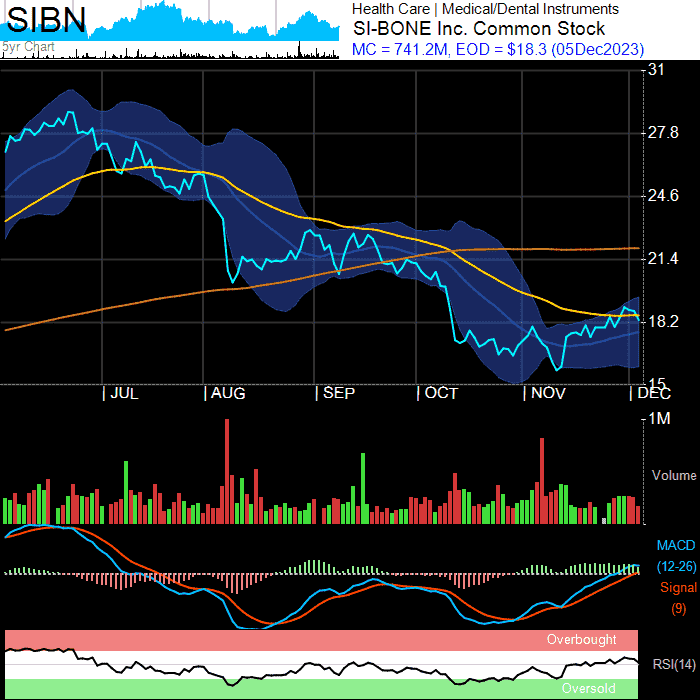 SIBN
5yr Chart
Health Care | Medical/Dental Instruments
SI-BONE Inc. Common Stock
MC = 741.2M, EOD = $18.3 (05Dec2023)
31
27.8
24.6
21.4
18.2
15
JUL
AUG
SEP
OCT
NOV
DEC
1M
Volume
MACD
(12-26)
Signal
(9)
Overbought
RSI(14)
Oversold